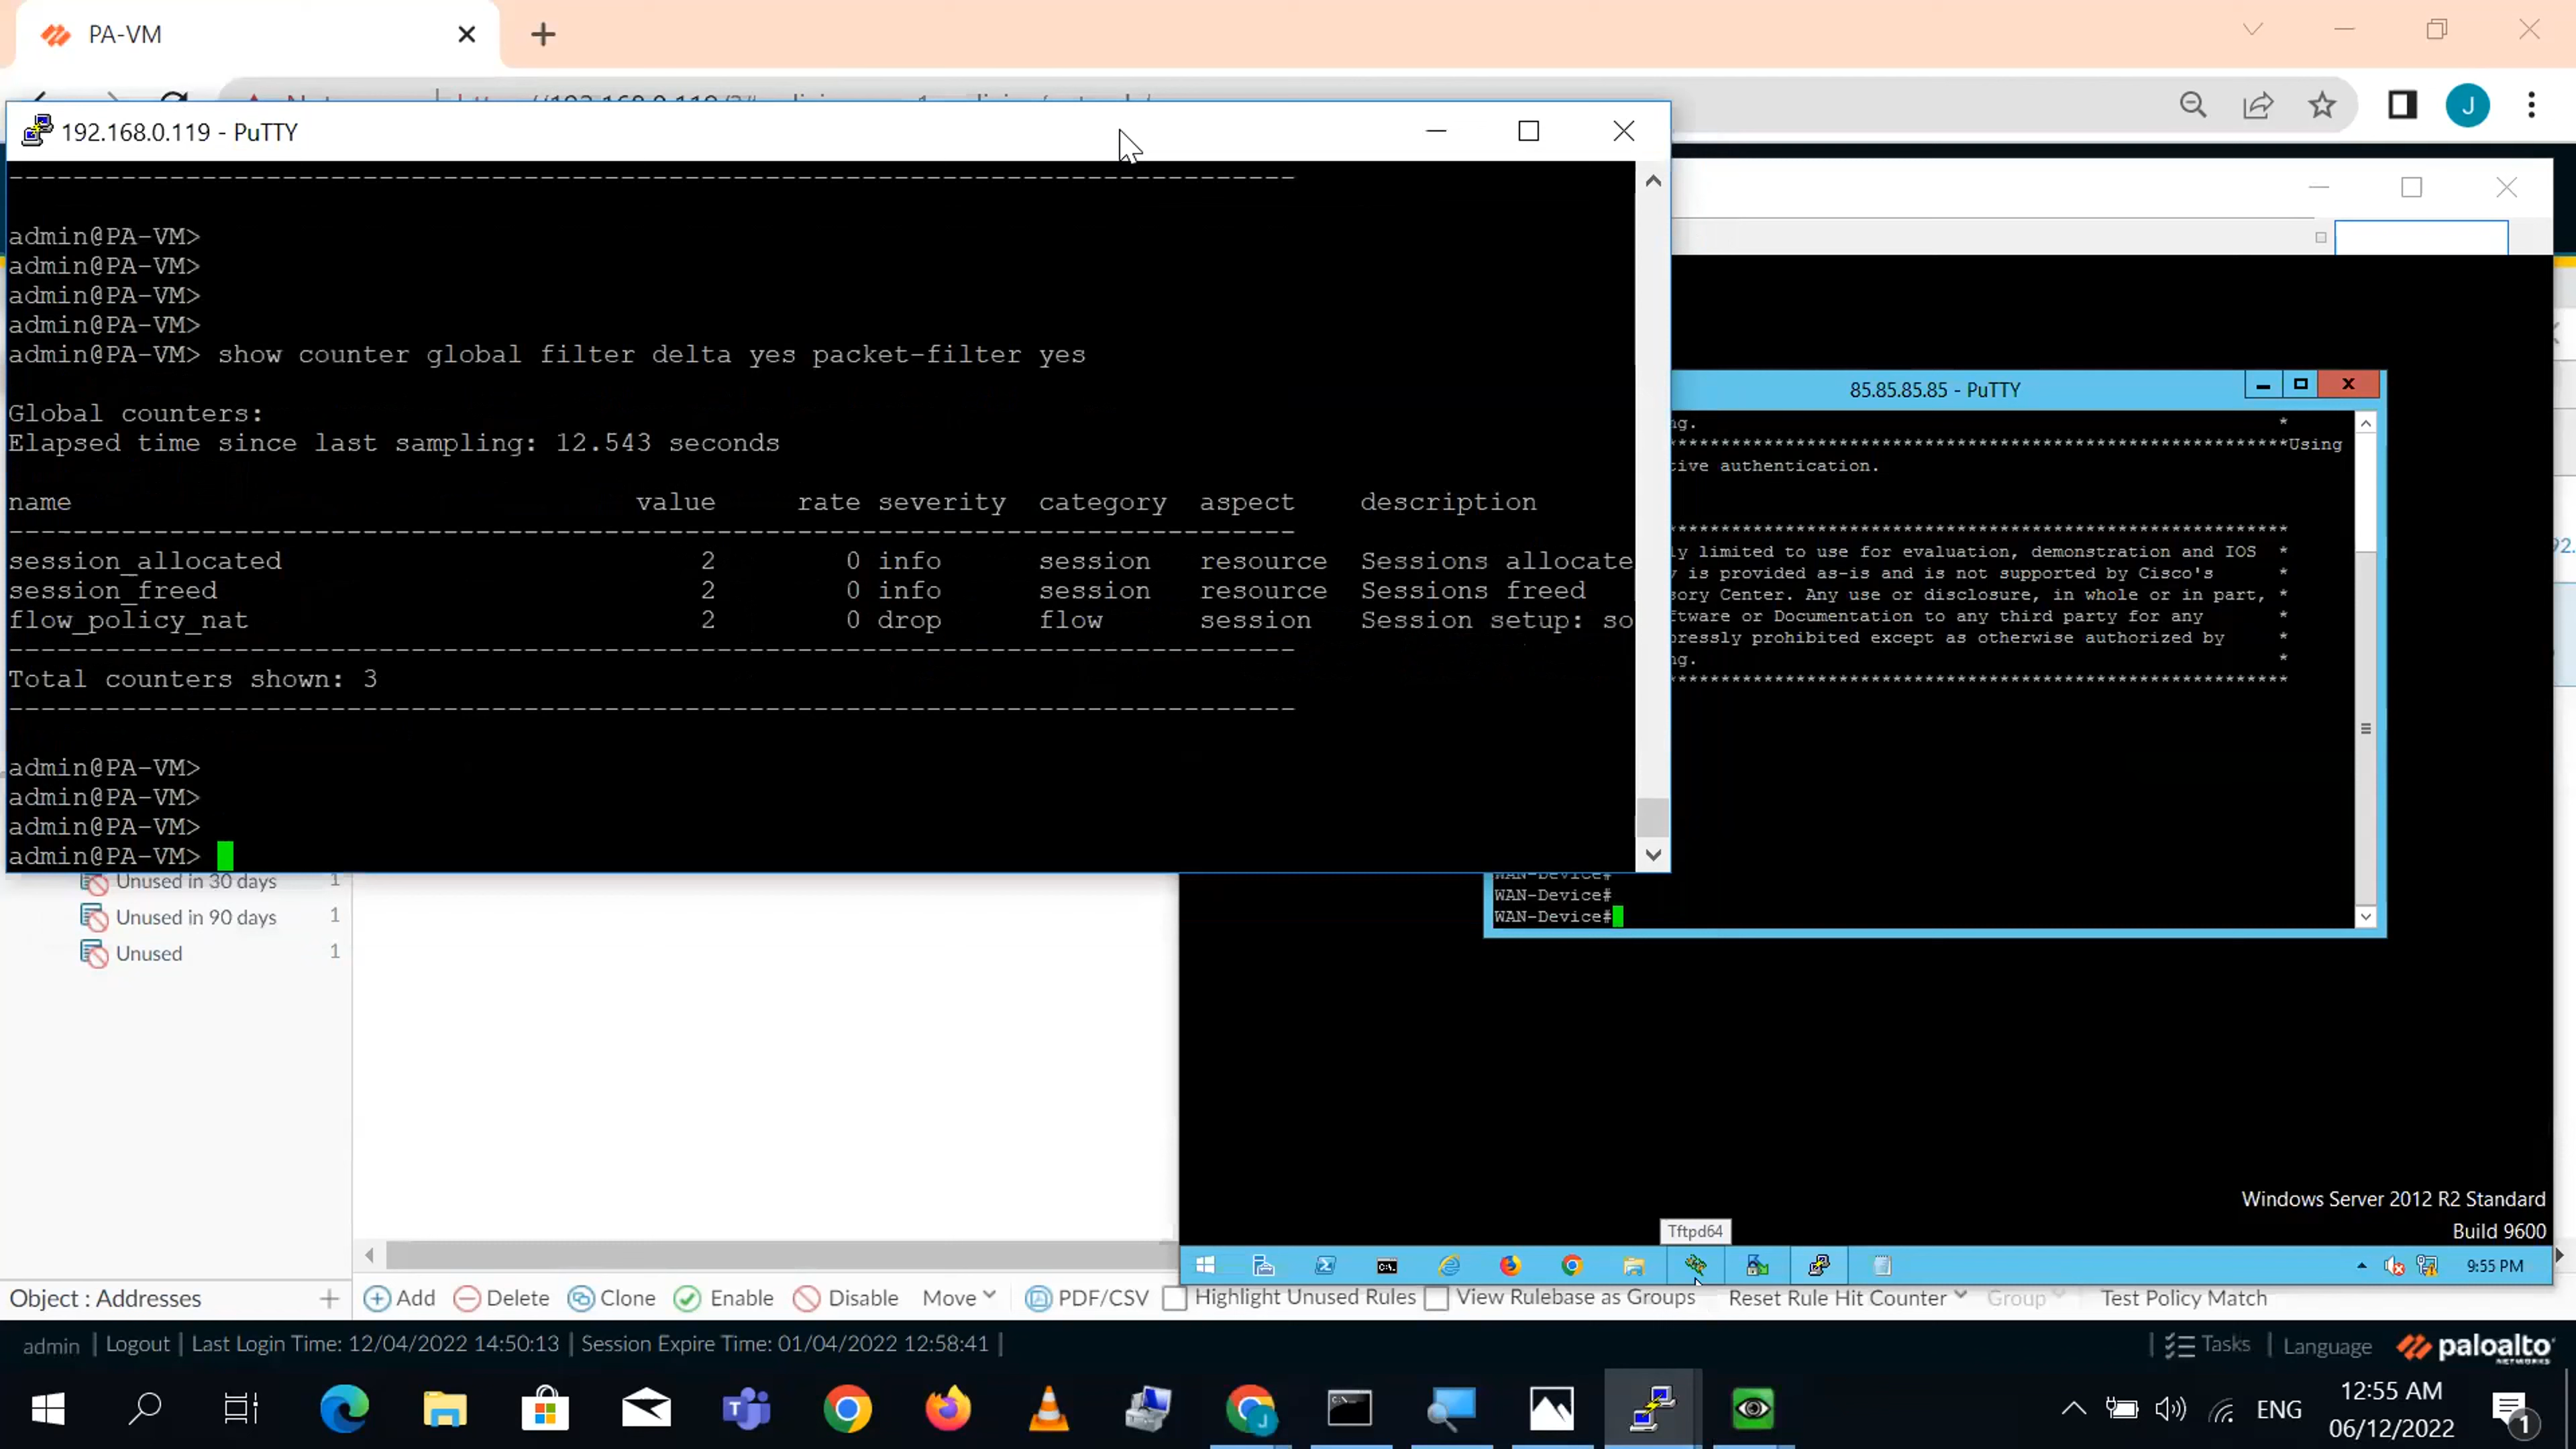 PA-VM
192.168.0.119 - PuTTY
--------------------------------------------------------------------------------
admin@PA-VM>
admin@PA-VM>
admin@PA-VM>
admin@PA-VM>
admin@PA-VM> show counter global filter delta yes packet-filter yes
Global counters:
Elapsed time since last sampling: 12.543 seconds
name value rate severity category aspect description
--------------------------------------------------------------------------------
session_allocated 2 0 info session resource Sessions allocate
session_freed 2 0 info session resource Sessions freed
flow_policy_nat 2 0 drop flow session Session setup: so
--------------------------------------------------------------------------------
Total counters shown: 3
--------------------------------------------------------------------------------
admin@PA-VM>
admin@PA-VM>
admin@PA-VM>
admin@PA-VM>
85.85.85.85 - PuTTY
ng. *
Using
tive authentication.
ly limited to use for evaluation, demonstration and IOS *
y is provided as-is and is not supported by Cisco's *
ory Center. Any use or disclosure, in whole or in part, *
ftware or Documentation to any third party for any *
pressly prohibited except as otherwise authorized by *
ng. *
WAN-Device#
WAN-Device#
WAN-Device#
Unused in 30 days 1
Unused in 90 days 1
Unused 1
Windows Server 2012 R2 Standard
Build 9600
Tftpd64
9:55 PM
Object : Addresses +
Add Delete Clone Enable Disable Move PDF/CSV Highlight Unused Rules View Rulebase as Groups Reset Rule Hit Counter Group Test Policy Match
admin | Logout | Last Login Time: 12/04/2022 14:50:13 | Session Expire Time: 01/04/2022 12:58:41 |
Tasks | Language paloalto
NETWORKS
J
J
ENG
12:55 AM
06/12/2022
1